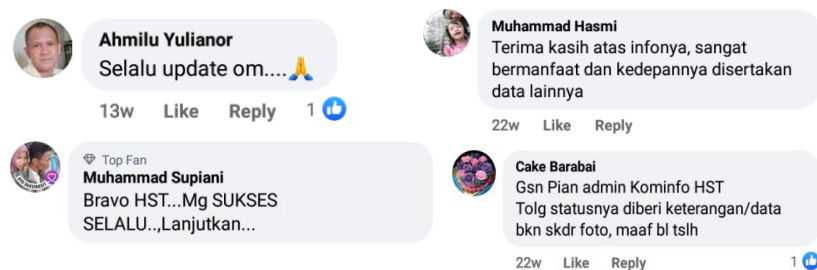 Ahmilu Yulianor
Selalu update om....🙏
13w Like Reply 1
Top Fan
Muhammad Supiani
Bravo HST...Mg SUKSES
SELALU..,Lanjutkan...
Muhammad Hasmi
Terima kasih atas infonya, sangat
bermanfaat dan kedepannya disertakan
data lainnya
22w Like Reply
Cake Barabai
Gsn Pian admin Kominfo HST
Tolg statusnya diberi keterangan/data
bkn skdr foto, maaf bl tslh
22w Like Reply 1